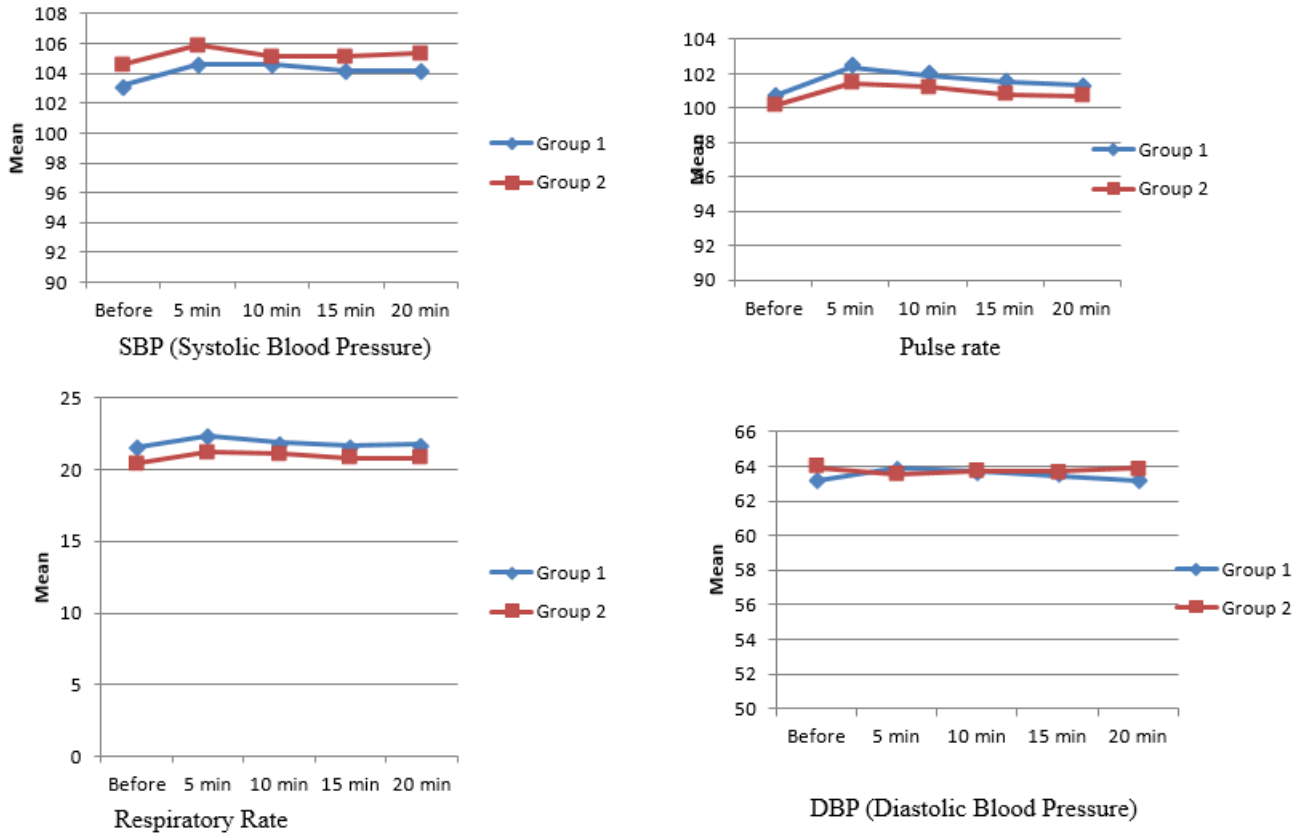 108
106
104
102
100
98
96
94
92
90
Mean
Before 5 min 10 min 15 min 20 min
SBP (Systolic Blood Pressure)
Group 1
Group 2
104
102
100
98
96
94
92
90
Mean
Before 5 min 10 min 15 min 20 min
Pulse rate
Group 1
Group 2
25
20
15
10
5
0
Mean
Before 5 min 10 min 15 min 20 min
Respiratory Rate
Group 1
Group 2
66
64
62
60
58
56
54
52
50
Mean
Before 5 min 10 min 15 min 20 min
DBP (Diastolic Blood Pressure)
Group 1
Group 2